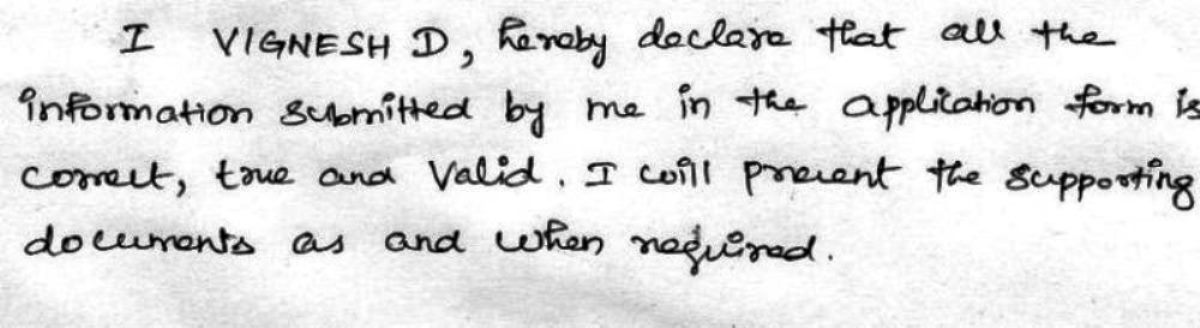 I VIGNESH D, hereby declare that all the
information submitted by me in the application form is
correct, true and valid. I will present the supporting
documents as and when required.